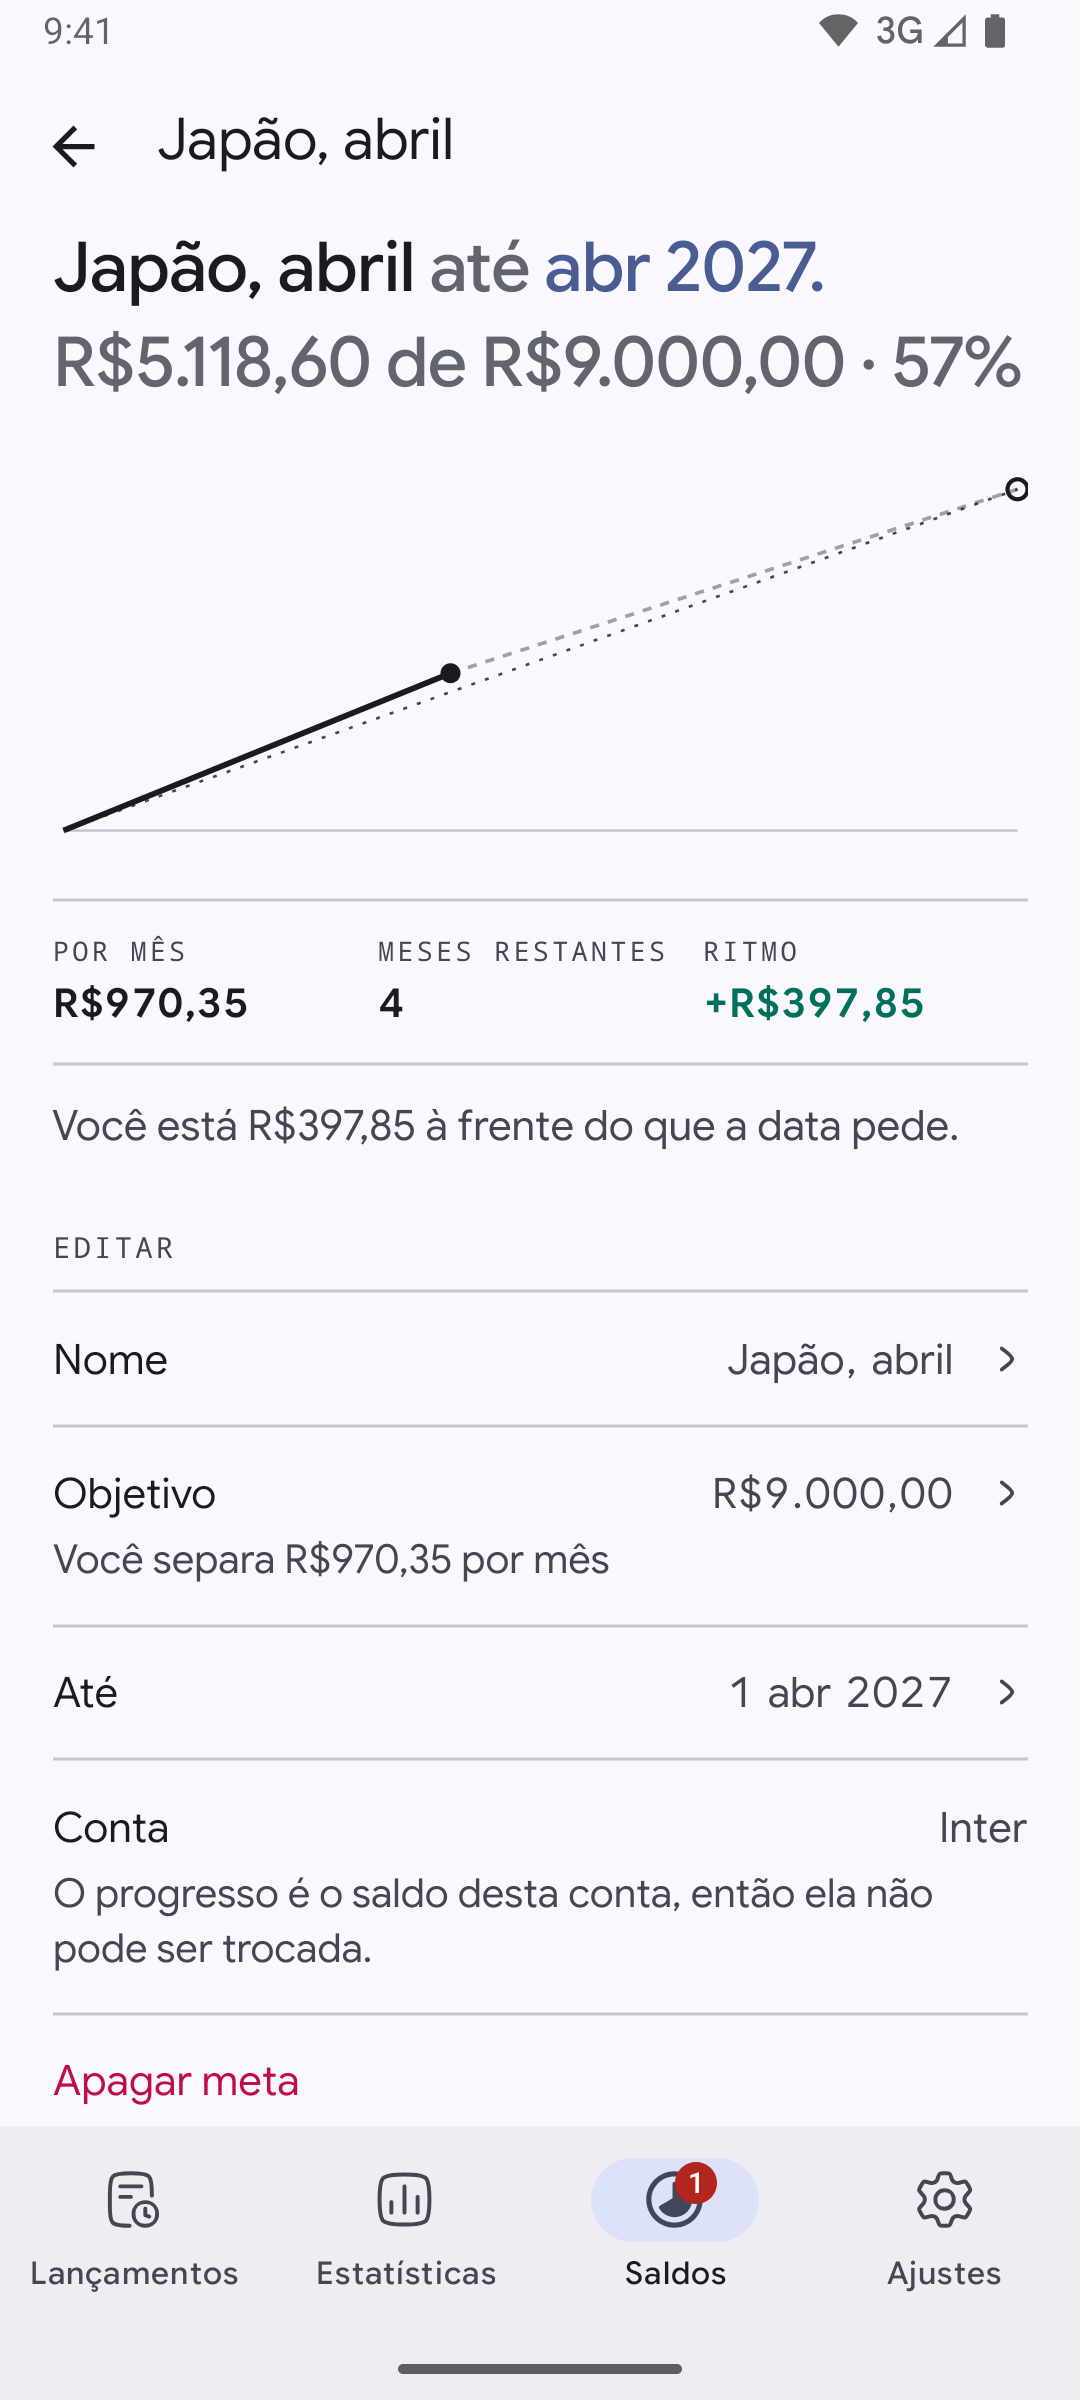 9:41
3G
Japão, abril
Japão, abril até abr 2027.
R$5.118,60 de R$9.000,00 · 57%
POR MÊS
MESES RESTANTES
RITMO
R$970,35
4
+R$397,85
Você está R$397,85 à frente do que a data pede.
EDITAR
Nome
Japão, abril
Objetivo
R$9.000,00
Você separa R$970,35 por mês
Até
1 abr 2027
Conta
Inter
O progresso é o saldo desta conta, então ela não
pode ser trocada.
Apagar meta
1
Lançamentos
Estatísticas
Saldos
Ajustes